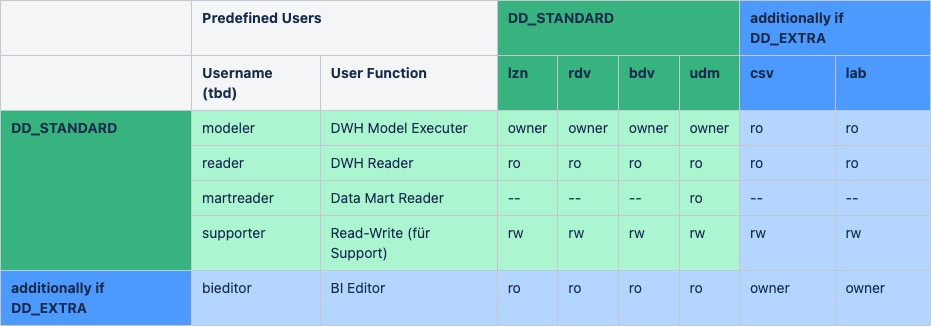 Predefined Users DD_STANDARD additionally if
DD_EXTRA
Username User Function lzn rdv bdv udm csv lab
(tbd)
DD_STANDARD modeler DWH Model Executer owner owner owner owner ro ro
reader DWH Reader ro ro ro ro ro ro
martreader Data Mart Reader -- -- -- ro -- --
supporter Read-Write (für rw rw rw rw rw rw
Support)
additionally if bieditor BI Editor ro ro ro ro owner owner
DD_EXTRA